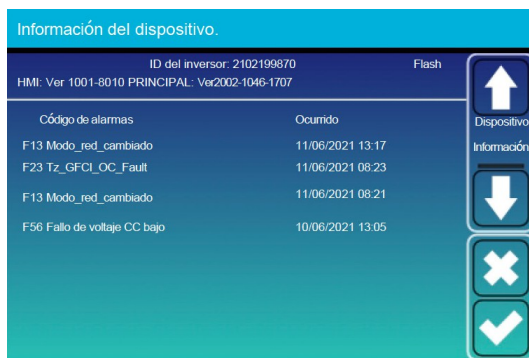 Información del dispositivo.
ID del inversor: 2102199870 Flash
HMI: Ver 1001-8010 PRINCIPAL: Ver2002-1046-1707
Código de alarmas Ocurrido
F13 Modo_red_cambiado 11/06/2021 13:17
F23 Tz_GFCI_OC_Fault 11/06/2021 08:23
F13 Modo_red_cambiado 11/06/2021 08:21
F56 Fallo de voltaje CC bajo 10/06/2021 13:05
Dispositivo
Información